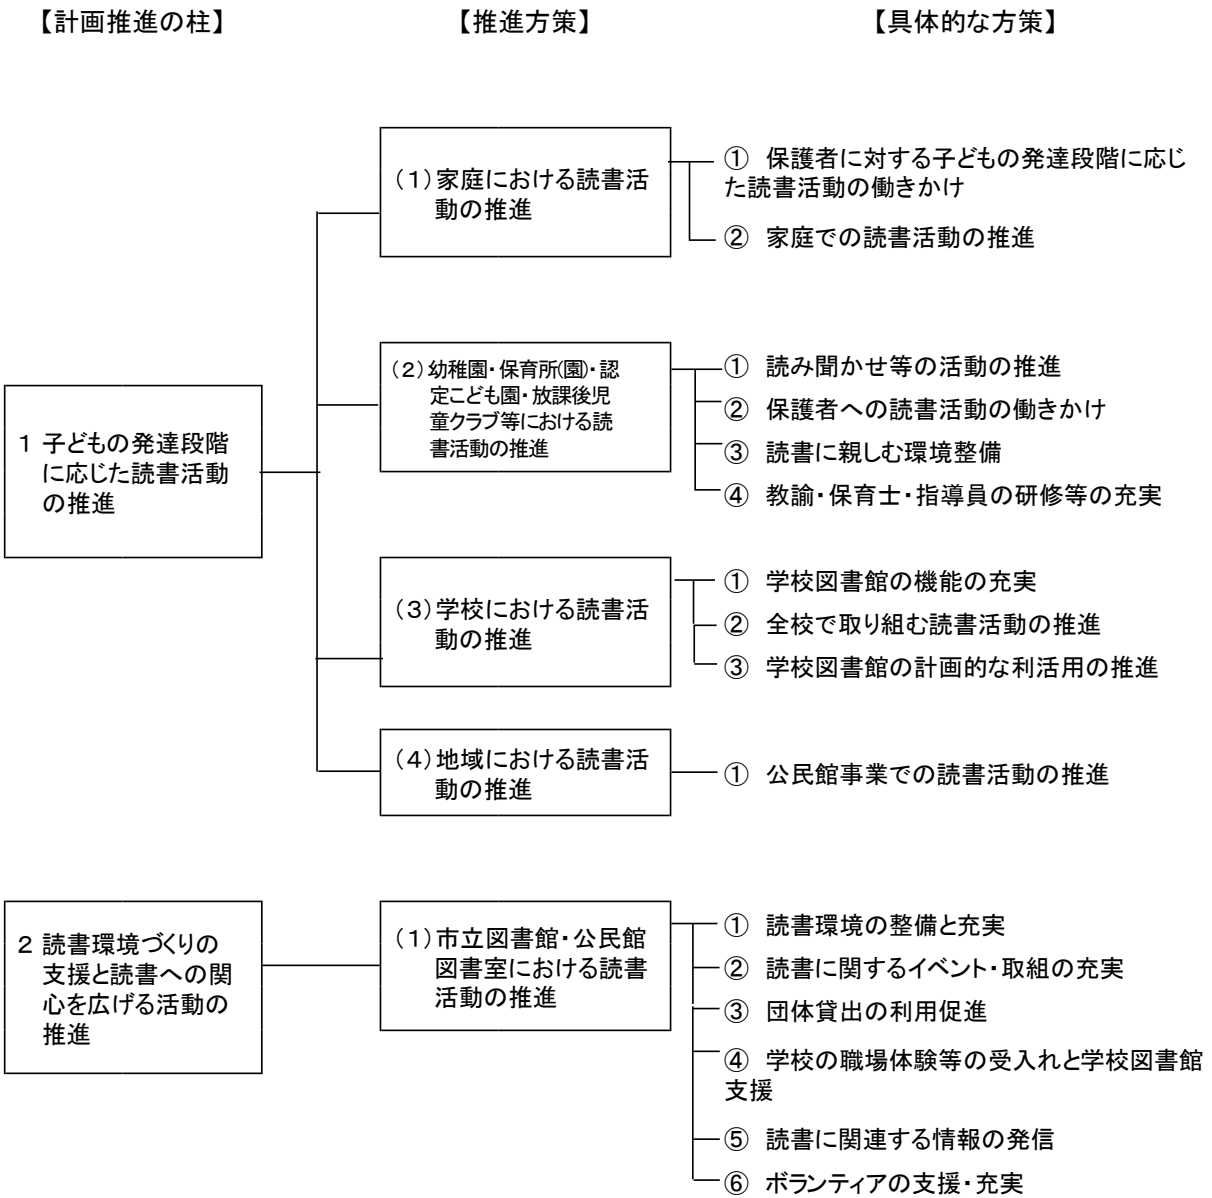 【計画推進の柱】 【推進方策】 【具体的な方策】
1 子どもの発達段階
に応じた読書活動
の推進
（１）家庭における読書活
動の推進
① 保護者に対する子どもの発達段階に応じ
た読書活動の働きかけ
② 家庭での読書活動の推進
（２）幼稚園・保育所(園)・認
定こども園・放課後児
童クラブ等における読
書活動の推進
① 読み聞かせ等の活動の推進
② 保護者への読書活動の働きかけ
③ 読書に親しむ環境整備
④ 教諭・保育士・指導員の研修等の充実
（３）学校における読書活
動の推進
① 学校図書館の機能の充実
② 全校で取り組む読書活動の推進
③ 学校図書館の計画的な利活用の推進
（４）地域における読書活
動の推進
① 公民館事業での読書活動の推進
2 読書環境づくりの
支援と読書への関
心を広げる活動の
推進
（１）市立図書館・公民館
図書室における読書
活動の推進
① 読書環境の整備と充実
② 読書に関するイベント・取組の充実
③ 団体貸出の利用促進
④ 学校の職場体験等の受入れと学校図書館
支援
⑤ 読書に関連する情報の発信
⑥ ボランティアの支援・充実